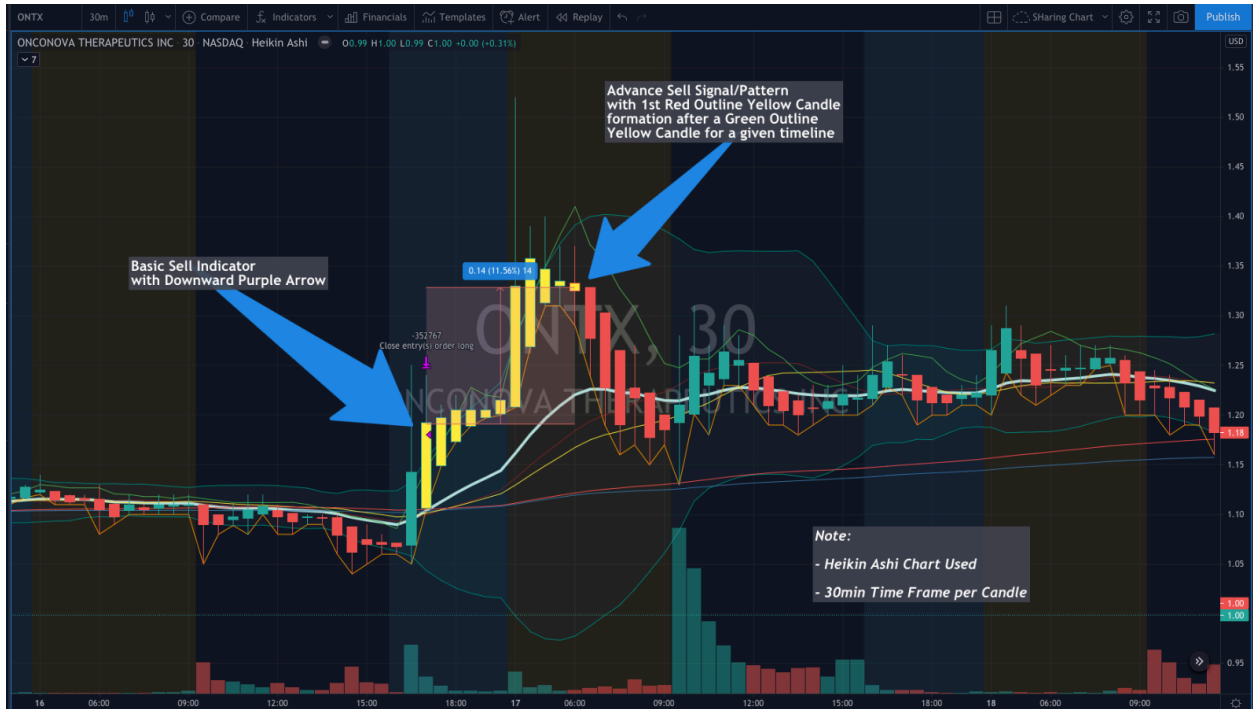 ONTX 30m Compare Indicators Financials Templates Alert Replay SHaring Chart Publish
ONCONOVA THERAPEUTICS INC · 30 · NASDAQ · Heikin Ashi O0.99 H1.00 L0.99 C1.00 +0.00 (+0.31%)
USD
7
1.55
Advance Sell Signal/Pattern
with 1st Red Outline Yellow Candle
formation after a Green Outline
Yellow Candle for a given timeline
1.50
1.45
1.40
Basic Sell Indicator
with Downward Purple Arrow
0.14 (11.56%) 14
1.35
-352767
Close entry(s) order long
ONTX, 30
ONCONOVA THERAPEUTICS INC
1.30
1.25
1.20
1.18
1.15
1.10
Note:
- Heikin Ashi Chart Used
- 30min Time Frame per Candle
1.05
1.00
1.00
0.95
16 06:00 09:00 12:00 15:00 18:00 17 06:00 09:00 12:00 15:00 18:00 18 06:00 09:00